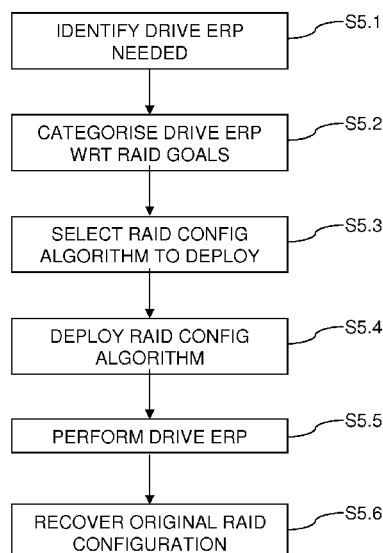 IDENTIFY DRIVE ERP
NEEDED
S5.1
CATEGORISE DRIVE ERP
WRT RAID GOALS
S5.2
SELECT RAID CONFIG
ALGORITHM TO DEPLOY
S5.3
DEPLOY RAID CONFIG
ALGORITHM
S5.4
PERFORM DRIVE ERP
S5.5
RECOVER ORIGINAL RAID
CONFIGURATION
S5.6